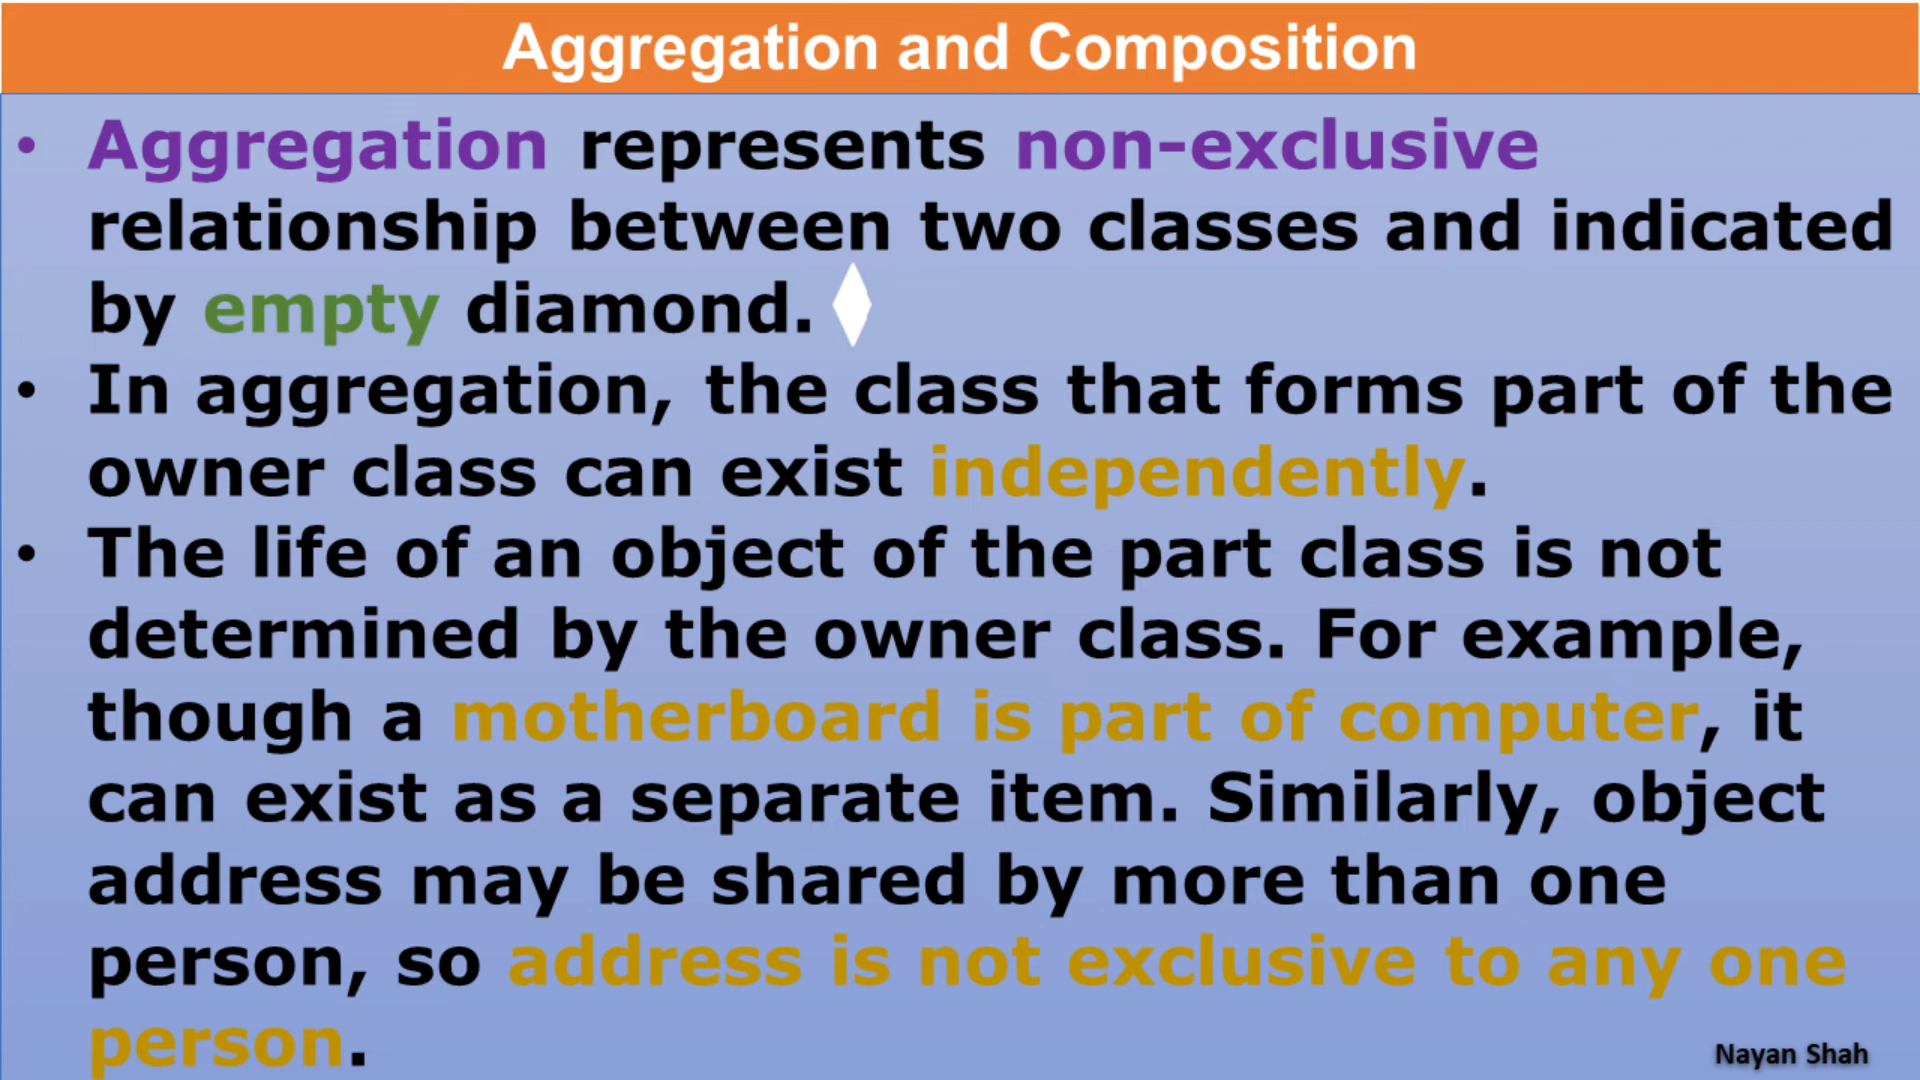 Aggregation and Composition
• Aggregation represents non-exclusive
relationship between two classes and indicated
by empty diamond.
• In aggregation, the class that forms part of the
owner class can exist independently.
• The life of an object of the part class is not
determined by the owner class. For example,
though a motherboard is part of computer, it
can exist as a separate item. Similarly, object
address may be shared by more than one
person, so address is not exclusive to any one
person.
Nayan Shah